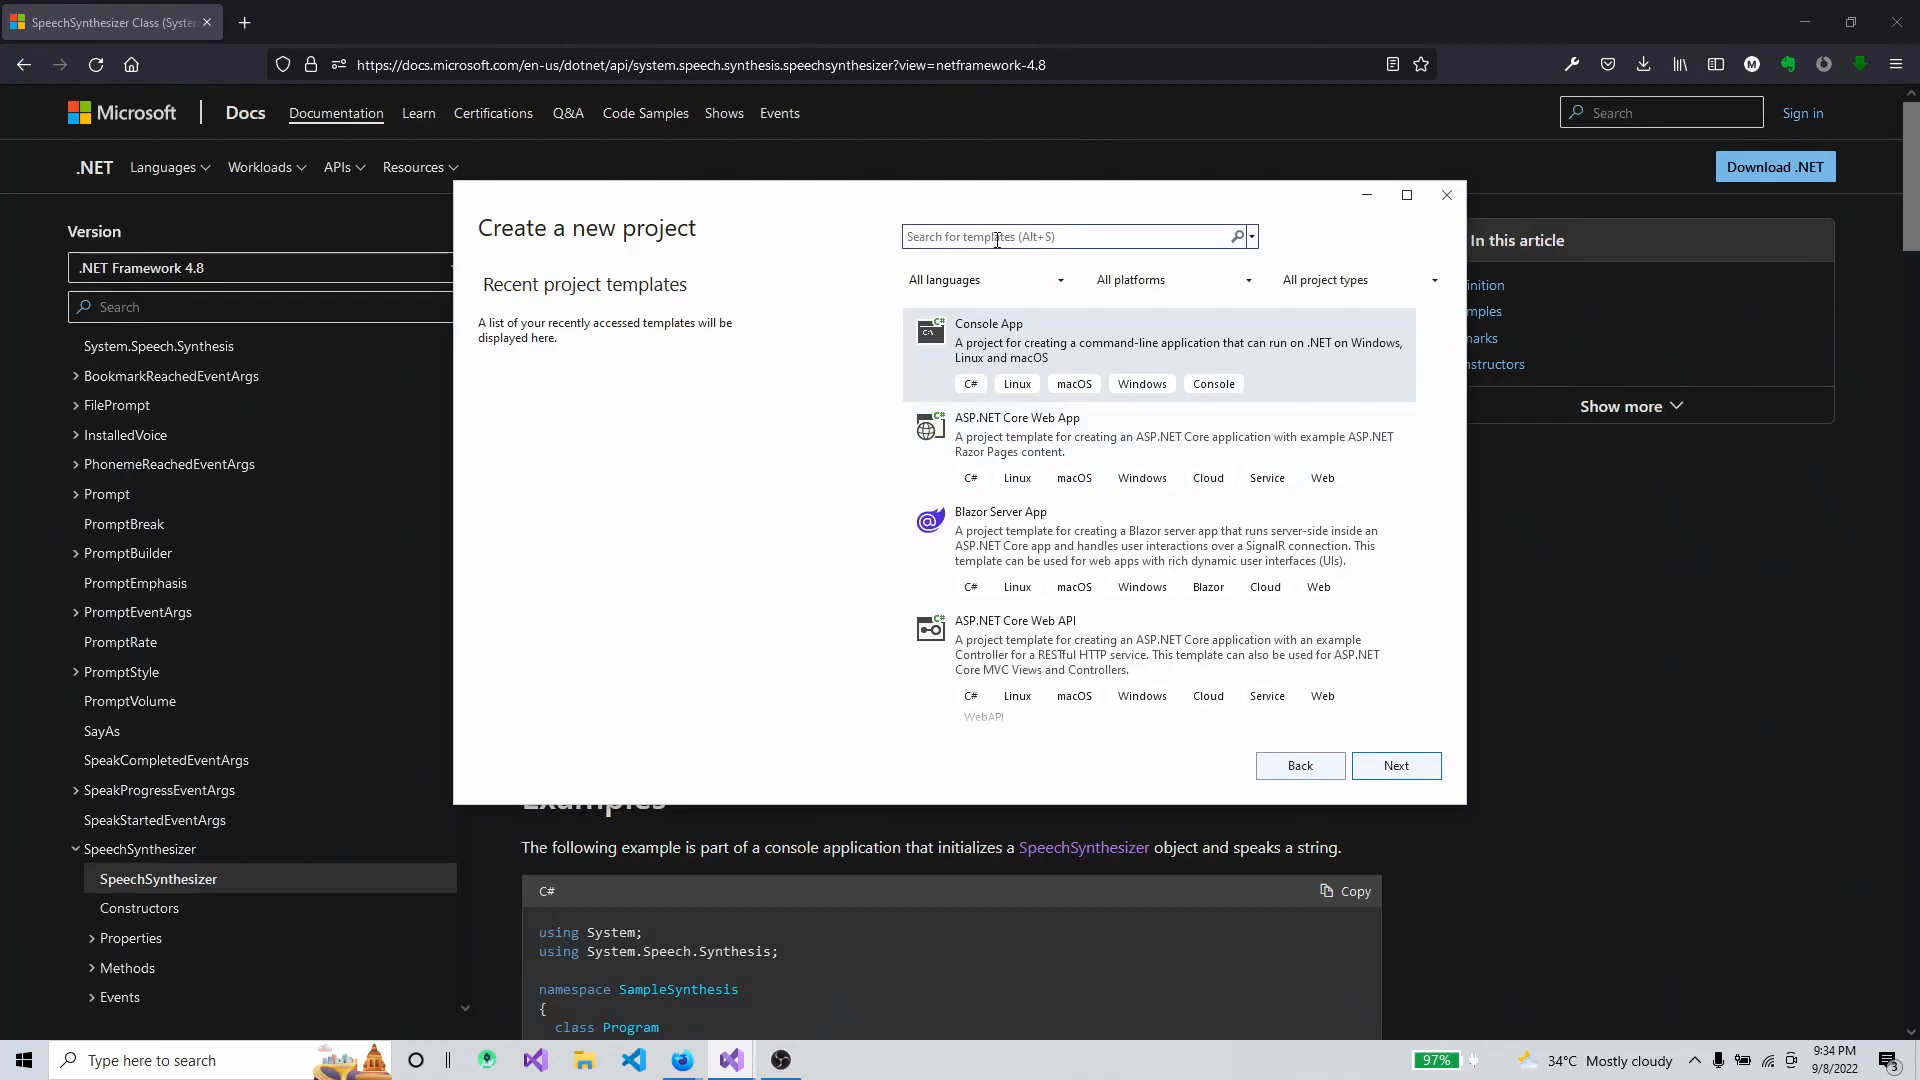 SpeechSynthesizer Class (Syste
https://docs.microsoft.com/en-us/dotnet/api/system.speech.synthesis.speechsynthesizer?view=netframework-4.8
M
Microsoft
Docs
Documentation
Learn
Certifications
Q&A
Code Samples
Shows
Events
Search
Sign in
.NET
Languages
Workloads
APIs
Resources
Download .NET
Version
.NET Framework 4.8
Search
System.Speech.Synthesis
BookmarkReachedEventArgs
FilePrompt
InstalledVoice
PhonemeReachedEventArgs
Prompt
PromptBreak
PromptBuilder
PromptEmphasis
PromptEventArgs
PromptRate
PromptStyle
PromptVolume
SayAs
SpeakCompletedEventArgs
SpeakProgressEventArgs
SpeakStartedEventArgs
SpeechSynthesizer
SpeechSynthesizer
Constructors
Properties
Methods
Events
Create a new project
Recent project templates
A list of your recently accessed templates will be
displayed here.
Search for templates (Alt+S)
All languages
All platforms
All project types
Console App
A project for creating a command-line application that can run on .NET on Windows,
Linux and macOS
C# Linux macOS Windows Console
ASP.NET Core Web App
A project template for creating an ASP.NET Core application with example ASP.NET
Razor Pages content.
C# Linux macOS Windows Cloud Service Web
Blazor Server App
A project template for creating a Blazor server app that runs server-side inside an
ASP.NET Core app and handles user interactions over a SignalR connection. This
template can be used for web apps with rich dynamic user interfaces (UIs).
C# Linux macOS Windows Blazor Cloud Web
ASP.NET Core Web API
A project template for creating an ASP.NET Core application with an example
Controller for a RESTful HTTP service. This template can also be used for ASP.NET
Core MVC Views and Controllers.
C# Linux macOS Windows Cloud Service Web
WebAPI
Back
Next
In this article
inition
mples
narks
nstructors
Show more
Examples
The following example is part of a console application that initializes a SpeechSynthesizer object and speaks a string.
C#
Copy
using System;
using System.Speech.Synthesis;
namespace SampleSynthesis
{
class Program
Type here to search
97%
34°C Mostly cloudy
9:34 PM
9/8/2022
3